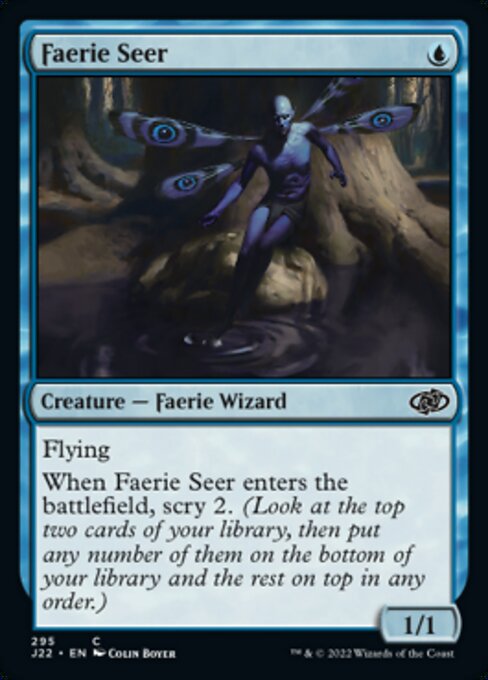 Faerie Seer
Creature — Faerie Wizard
Flying
When Faerie Seer enters the
battlefield, scry 2. (Look at the top
two cards of your library, then put
any number of them on the bottom of
your library and the rest on top in any
order.)
1/1
295 C
J22 • EN Colin Boyer
™ & © 2022 Wizards of the Coast